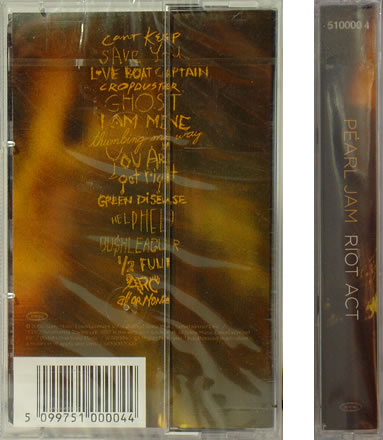 Can't Keep
SAVE YOU
LOVE BOAT CAPTAIN
CROPDUSTER
GHOST
I AM MINE
thumbing my way
YOU ARE
get Right
GREEN DISEASE
HELP HELP
BUSHLEAGUER
1/2 FULL
ARC
all or None
5 099751 000044
510000 4
PEARL JAM RIOT ACT